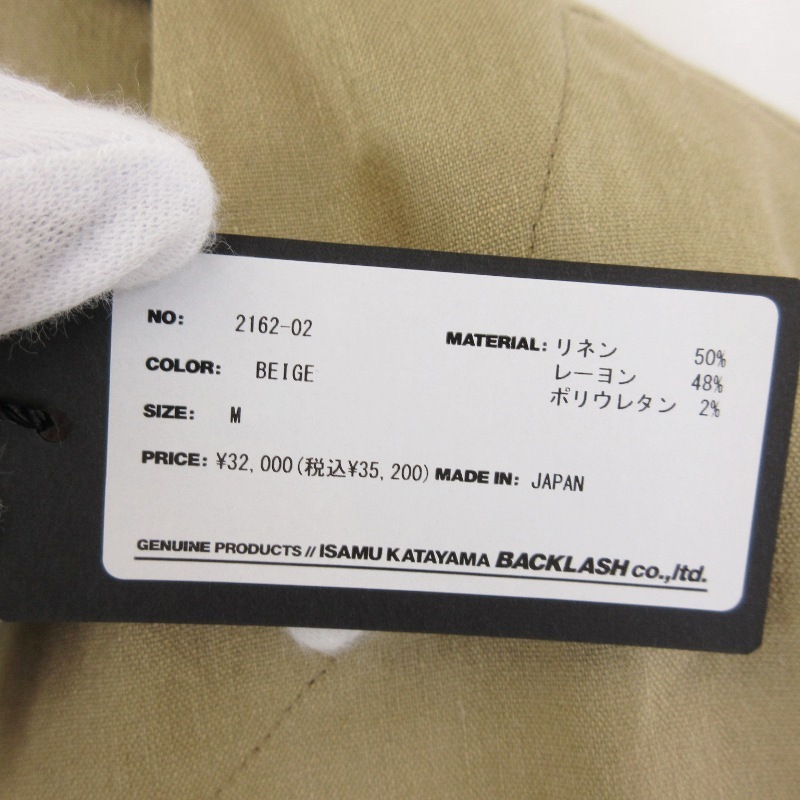 NO: 2162-02
COLOR: BEIGE
SIZE: M
PRICE: ¥32,000(税込¥35,200)
MATERIAL: リネン 50%
レーヨン 48%
ポリウレタン 2%
MADE IN: JAPAN
GENUINE PRODUCTS // ISAMU KATAYAMA BACKLASH co.,ltd.